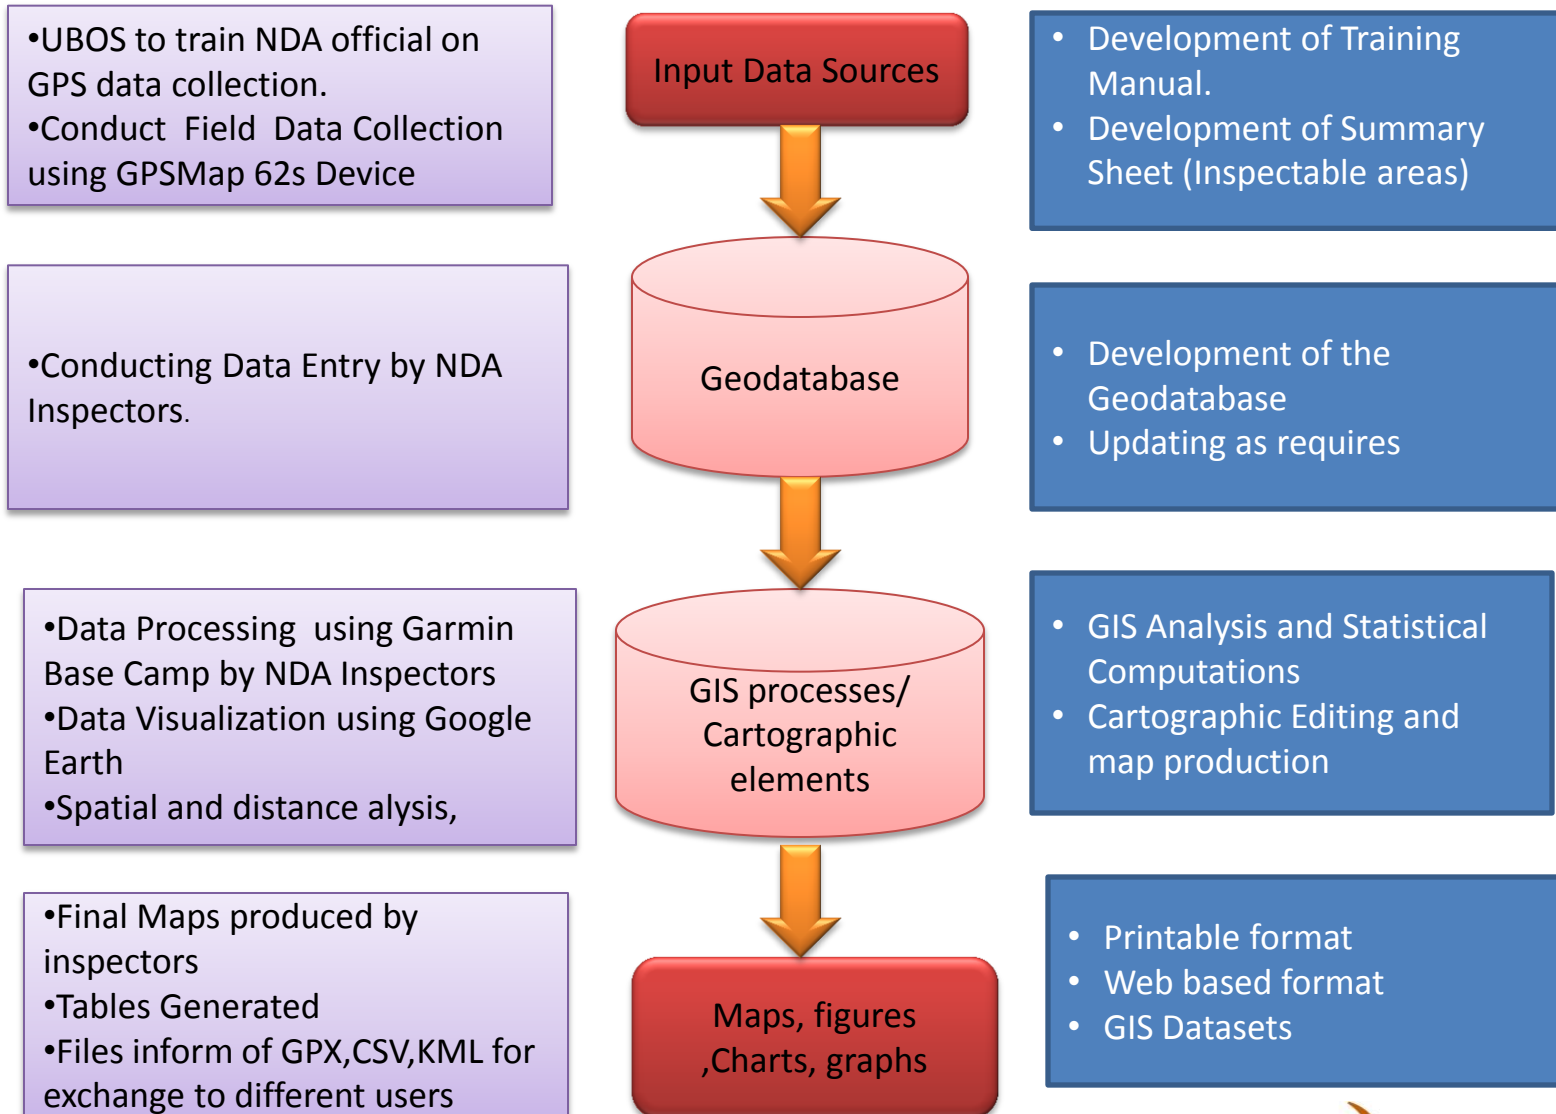 •UBOS to train NDA official on
GPS data collection.
•Conduct Field Data Collection
using GPSMap 62s Device
Input Data Sources
• Development of Training
Manual.
• Development of Summary
Sheet (Inspectable areas)
•Conducting Data Entry by NDA
Inspectors.
Geodatabase
• Development of the
Geodatabase
• Updating as requires
•Data Processing using Garmin
Base Camp by NDA Inspectors
•Data Visualization using Google
Earth
•Spatial and distance alysis,
GIS processes/
Cartographic
elements
• GIS Analysis and Statistical
Computations
• Cartographic Editing and
map production
•Final Maps produced by
inspectors
•Tables Generated
•Files inform of GPX,CSV,KML for
exchange to different users
Maps, figures
,Charts, graphs
• Printable format
• Web based format
• GIS Datasets